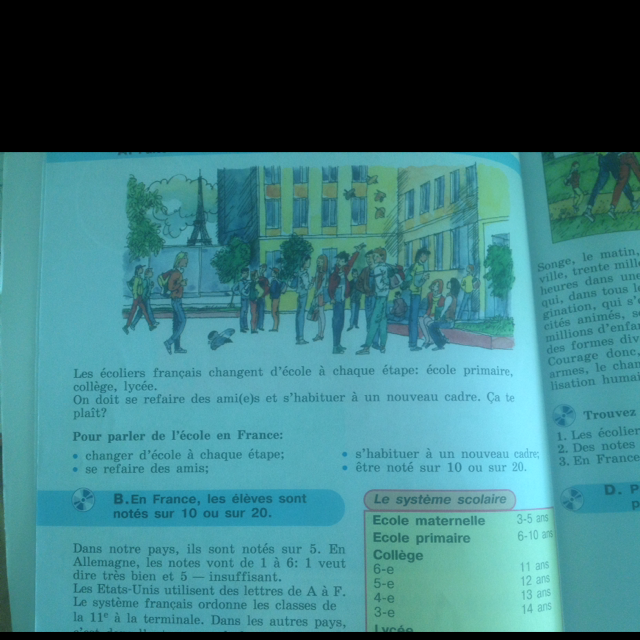 Les écoliers français changent d'école à chaque étape: école primaire,
collège, lycée.
On doit se refaire des ami(e)s et s'habituer à un nouveau cadre. Ça te
plaît?
Pour parler de l'école en France:
• changer d'école à chaque étape;
• se refaire des amis;
• s'habituer à un nouveau cadre;
• être noté sur 10 ou sur 20.
B. En France, les élèves sont
notés sur 10 ou sur 20.
Dans notre pays, ils sont notés sur 5. En
Allemagne, les notes vont de 1 à 6: 1 veut
dire très bien et 5 — insuffisant.
Les Etats-Unis utilisent des lettres de A à F.
Le système français ordonne les classes de
la 11e à la terminale. Dans les autres pays,
Le système scolaire
Ecole maternelle 3-5 ans
Ecole primaire 6-10 ans
Collège
6-e 11 ans
5-e 12 ans
4-e 13 ans
3-e 14 ans
Lycée
Songe, le matin,
ville, trente mill
heures dans une
qui, dans tous l
gination, qui s'
cités animés, s
millions d'enfa
des formes div
Courage donc
armes, le char
lisation humai
Trouvez
1. Les écolier
2. Des notes
3. En France
D. P